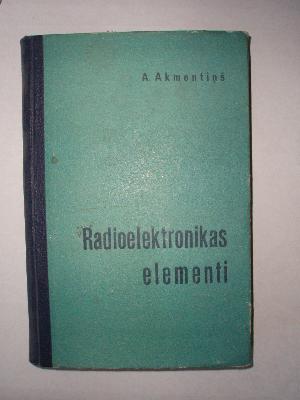 A. Akmentiņš
Radioelektronikas
elementi